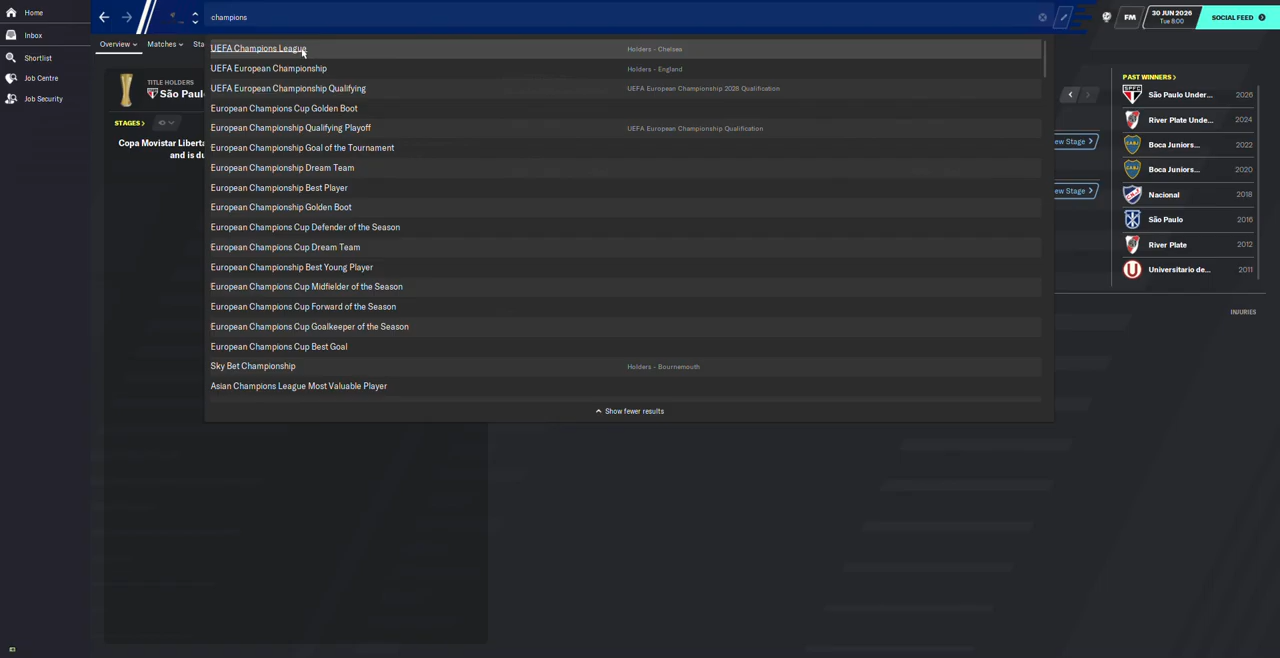 Home
Inbox
Shortlist
Job Centre
Job Security
champions
FM
30 JUN 2026
Tue 8:00
SOCIAL FEED
Overview
Matches
Sta
TITLE HOLDERS
São Paul
STAGES >
Copa Movistar Liberta
and is du
UEFA Champions League
Holders - Chelsea
UEFA European Championship
Holders - England
UEFA European Championship Qualifying
UEFA European Championship 2028 Qualification
European Champions Cup Golden Boot
European Championship Qualifying Playoff
UEFA European Championship Qualification
European Championship Goal of the Tournament
European Championship Dream Team
European Championship Best Player
European Championship Golden Boot
European Champions Cup Defender of the Season
European Champions Cup Dream Team
European Championship Best Young Player
European Champions Cup Midfielder of the Season
European Champions Cup Forward of the Season
European Champions Cup Goalkeeper of the Season
European Champions Cup Best Goal
Sky Bet Championship
Holders - Bournemouth
Asian Champions League Most Valuable Player
Show fewer results
ew Stage >
ew Stage >
PAST WINNERS >
São Paulo Under... 2026
River Plate Unde... 2024
Boca Juniors... 2022
Boca Juniors... 2020
Nacional 2018
São Paulo 2016
River Plate 2012
Universitario de... 2011
INJURIES